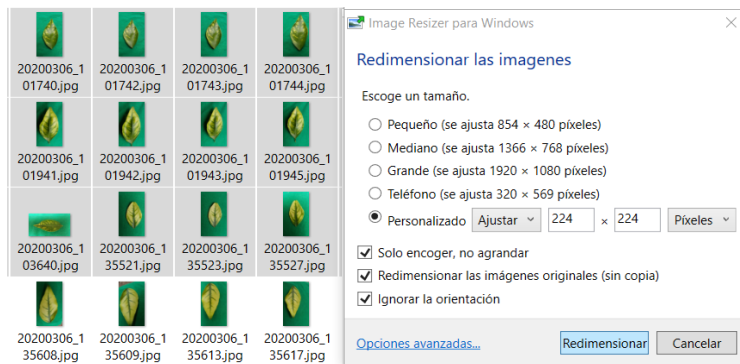 20200306_1 20200306_1 20200306_1 20200306_1
01740.jpg 01742.jpg 01743.jpg 01744.jpg
20200306_1 20200306_1 20200306_1 20200306_1
01941.jpg 01942.jpg 01943.jpg 01945.jpg
20200306_1 20200306_1 20200306_1 20200306_1
03640.jpg 35521.jpg 35523.jpg 35527.jpg
20200306_1 20200306_1 20200306_1 20200306_1
35608.jpg 35609.jpg 35613.jpg 35617.jpg
Image Resizer para Windows
Redimensionar las imagenes
Escoge un tamaño.
Pequeño (se ajusta 854 × 480 píxeles)
Mediano (se ajusta 1366 × 768 píxeles)
Grande (se ajusta 1920 × 1080 píxeles)
Teléfono (se ajusta 320 × 569 píxeles)
Personalizado Ajustar 224 × 224 Píxeles
Solo encoger, no agrandar
Redimensionar las imágenes originales (sin copia)
Ignorar la orientación
Opciones avanzadas... Redimensionar Cancelar